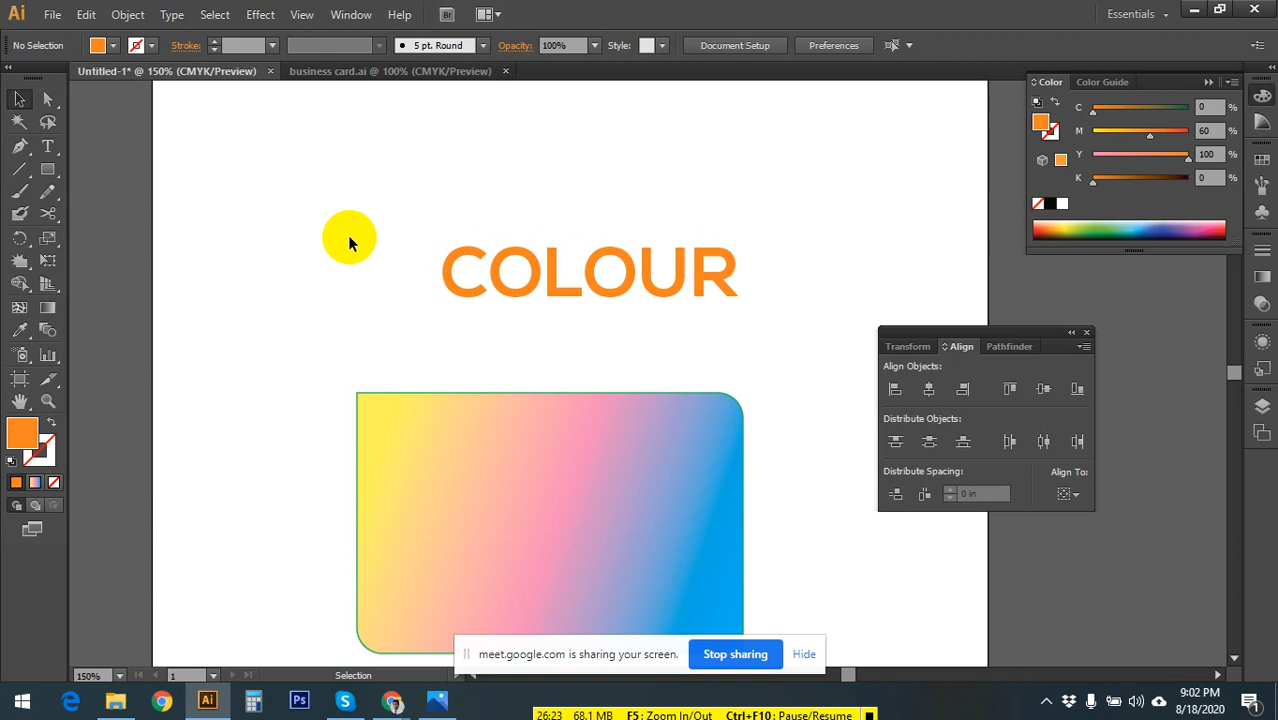 Ai File Edit Object Type Select Effect View Window Help Br Essentials
No Selection Stroke: 5 pt. Round Opacity: 100% Style: Document Setup Preferences
Untitled-1* @ 150% (CMYK/Preview) business card.ai @ 100% (CMYK/Preview)
Color Color Guide
C 0 %
M 60 %
Y 100 %
K 0 %
COLOUR
Transform Align Pathfinder
Align Objects:
Distribute Objects:
Distribute Spacing: Align To:
0 in
meet.google.com is sharing your screen. Stop sharing Hide
150% 1 Selection
Ai Ps
9:02 PM
8/18/2020
26:23 68.1 MB F5 : Zoom In/Out Ctrl+F10 : Pause/Resume